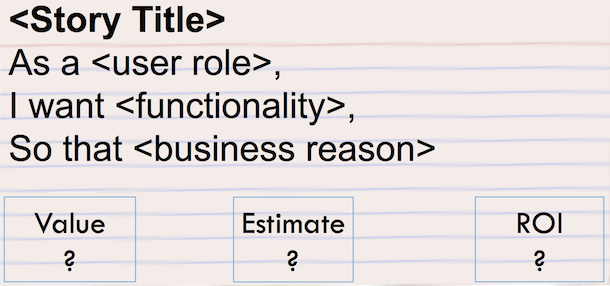 <Story Title>
As a <user role>,
I want <functionality>,
So that <business reason>
Value Estimate ROI
? ? ?